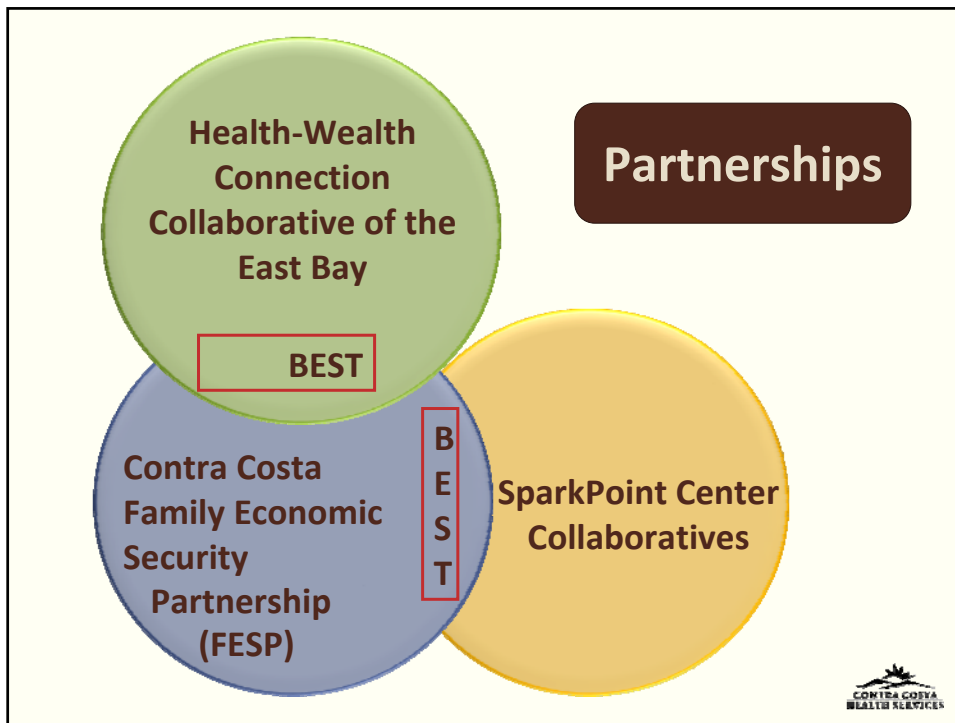 Health-Wealth
Connection
Collaborative of the
East Bay
Partnerships
BEST
Contra Costa
Family Economic
Security
Partnership
(FESP)
B
E
S
T
SparkPoint Center
Collaboratives
CONTRA COSTA
HEALTH SERVICES